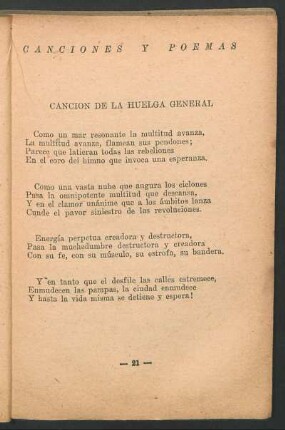 CANCIONES Y POEMAS
CANCION DE LA HUELGA GENERAL
Como un mar resonante la multitud avanza,
La multitud avanza, flamean sus pendones;
Parece que latieran todas las rebeliones
En el coro del himno que invoca una esperanza.
Como una vasta nube que augura los ciclones
Pasa la omnipotente multitud que descansa,
Y en el clamor unánime que a los ámbitos lanza
Cunde el pavor siniestro de las revoluciones.
Energía perpetua creadora y destructora,
Pasa la muchedumbre destructora y creadora
Con su fe, con su músculo, su estrofa, su bandera.
Y en tanto que el desfile las calles estremece,
Enmudecen las pampas, la ciudad enmudece
Y hasta la vida misma se detiene y espera!
— 21 —